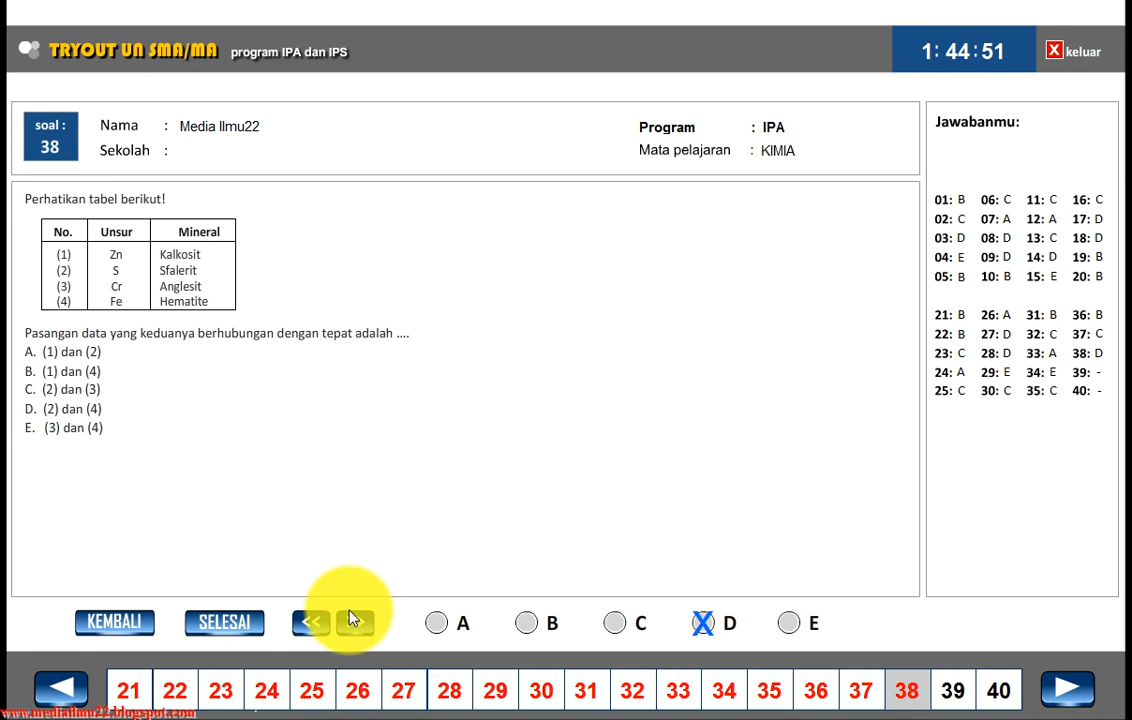 TRYOUT UN SMA/MA program IPA dan IPS
1: 44:51
X keluar
soal :
38
Nama : Media Ilmu22
Sekolah :
Program : IPA
Mata pelajaran : KIMIA
Jawabanmu:
Perhatikan tabel berikut!
No. Unsur Mineral
(1) Zn Kalkosit
(2) S Sfalerit
(3) Cr Anglesit
(4) Fe Hematite
Pasangan data yang keduanya berhubungan dengan tepat adalah ....
A. (1) dan (2)
B. (1) dan (4)
C. (2) dan (3)
D. (2) dan (4)
E. (3) dan (4)
01: B 06: C 11: C 16: C
02: C 07: A 12: A 17: D
03: D 08: D 13: C 18: D
04: E 09: D 14: D 19: B
05: B 10: B 15: E 20: B
21: B 26: A 31: B 36: B
22: B 27: D 32: C 37: C
23: C 28: D 33: A 38: D
24: A 29: E 34: E 39: -
25: C 30: C 35: C 40: -
KEMBALI SELESAI << >> A B C X D E
21 22 23 24 25 26 27 28 29 30 31 32 33 34 35 36 37 38 39 40
www.mediailmu22.blogspot.com